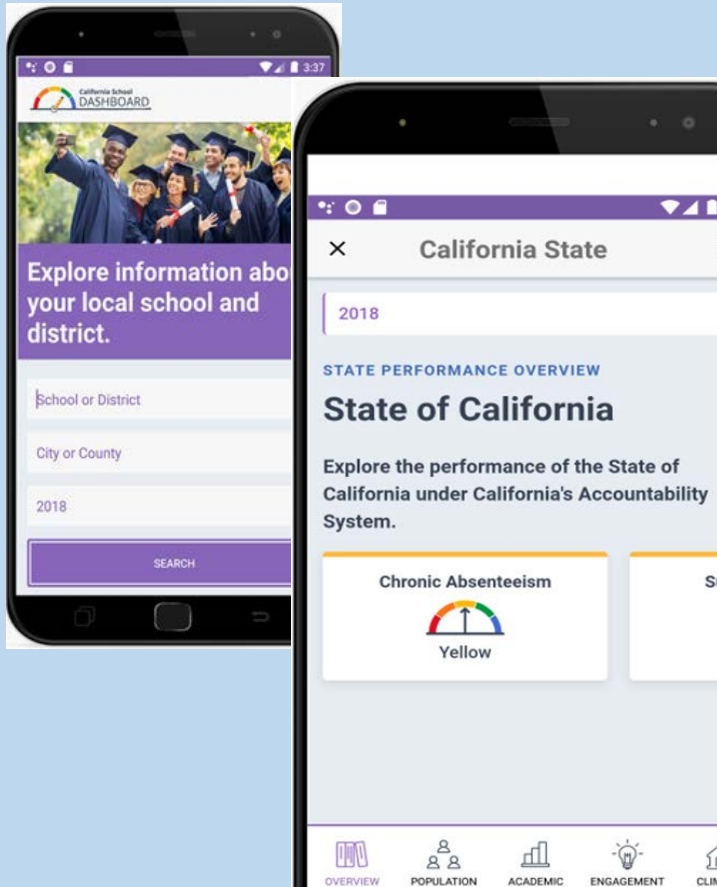 3:37
California School
DASHBOARD
Explore information abo
your local school and
district.
School or District
City or County
2018
SEARCH
California State
2018
STATE PERFORMANCE OVERVIEW
State of California
Explore the performance of the State of
California under California's Accountability
System.
Chronic Absenteeism
Yellow
OVERVIEW
POPULATION
ACADEMIC
ENGAGEMENT